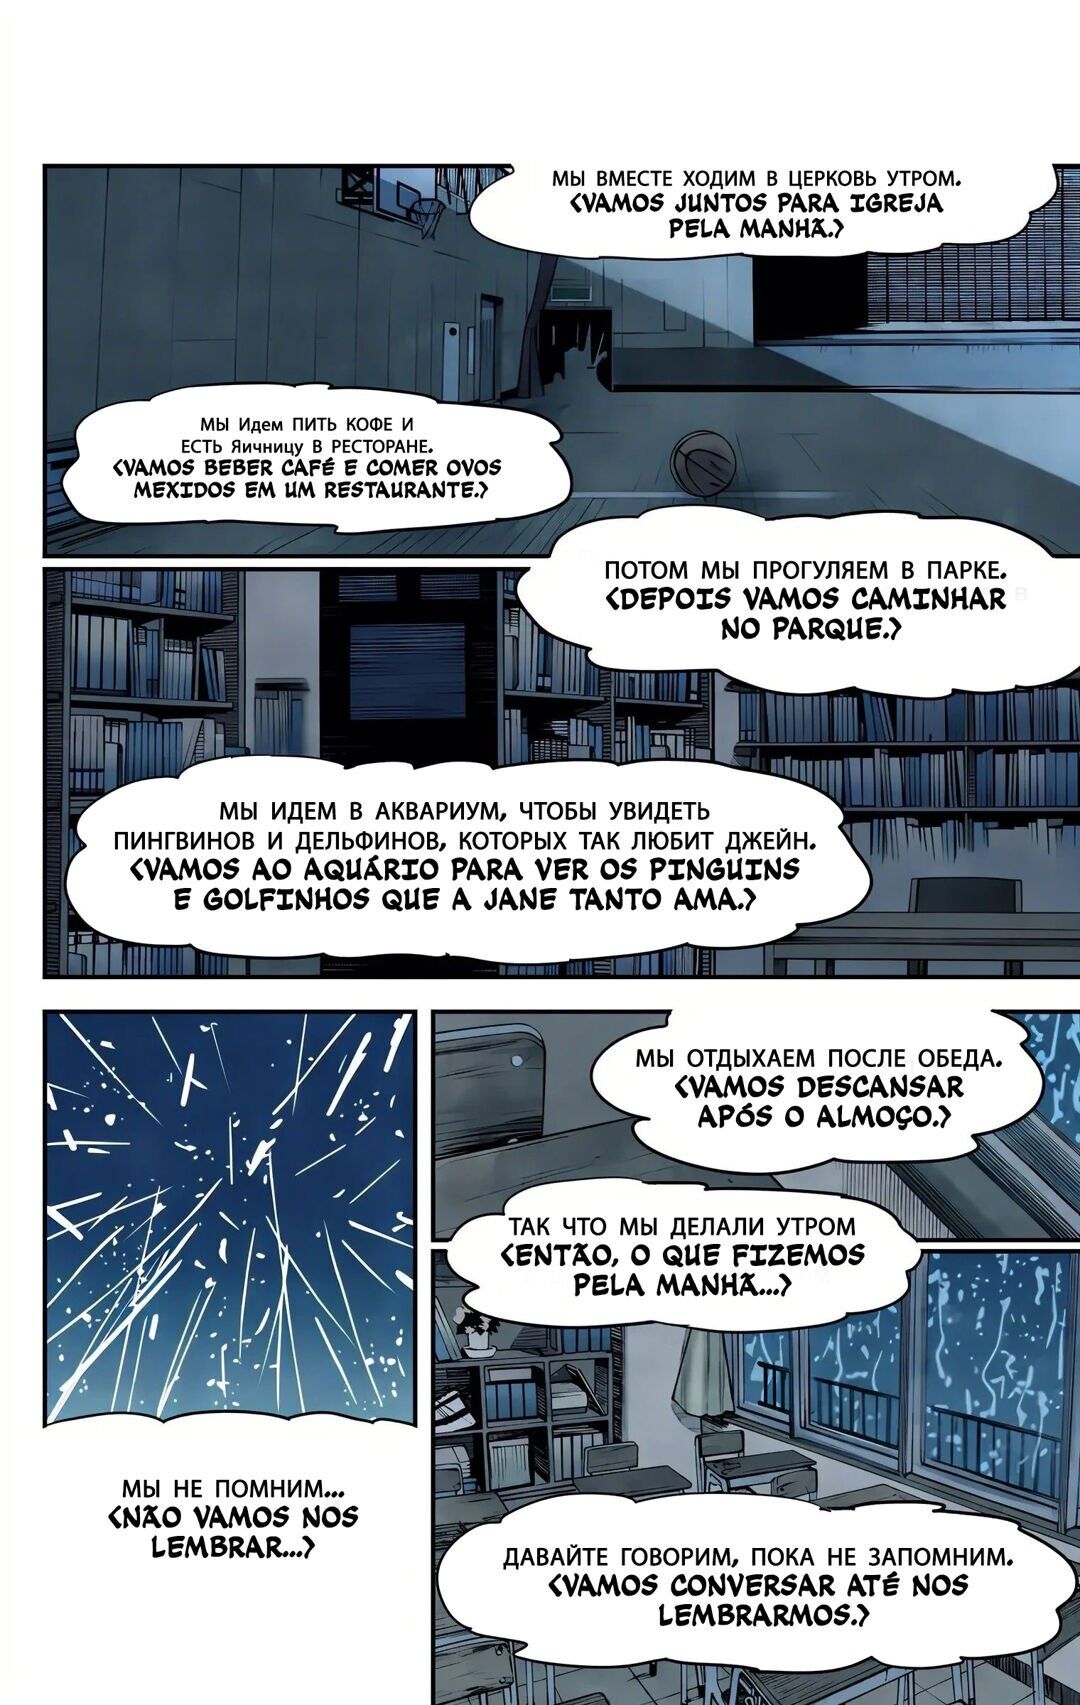 МЫ ВМЕСТЕ ХОДИМ В ЦЕРКОВЬ УТРОМ.
<VAMOS JUNTOS PARA IGREJA
PELA MANHÃ.>
МЫ Идем ПИТЬ КОФЕ И
ЕСТЬ Яичницу В РЕСТОРАНЕ.
<VAMOS BEBER CAFÉ E COMER OVOS
MEXIDOS EM UM RESTAURANTE.>
ПОТОМ МЫ ПРОГУЛЯЕМ В ПАРКЕ.
<DEPOIS VAMOS CAMINHAR
NO PARQUE.>
МЫ ИДЕМ В АКВАРИУМ, ЧТОБЫ УВИДЕТЬ
ПИНГВИНОВ И ДЕЛЬФИНОВ, КОТОРЫХ ТАК ЛЮБИТ ДЖЕЙН.
<VAMOS AO AQUÁRIO PARA VER OS PINGUINS
E GOLFINHOS QUE A JANE TANTO AMA.>
МЫ ОТДЫХАЕМ ПОСЛЕ ОБЕДА.
<VAMOS DESCANSAR
APÓS O ALMOÇO.>
ТАК ЧТО МЫ ДЕЛАЛИ УТРОМ
<ENTÃO, O QUE FIZEMOS
PELA MANHÃ...>
МЫ НЕ ПОМНИМ...
<NÃO VAMOS NOS
LEMBRAR...>
ДАВАЙТЕ ГОВОРИМ, ПОКА НЕ ЗАПОМНИМ.
<VAMOS CONVERSAR ATÉ NOS
LEMBRARMOS.>